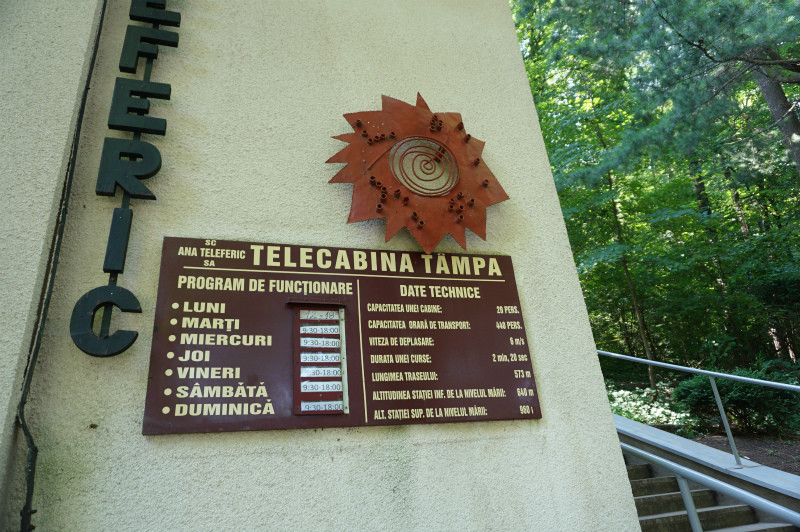 EFERIC
SC
ANA TELEFERIC
SA
TELECABINA TÂMPA
PROGRAM DE FUNCȚIONARE
• LUNI
• MARȚI 9:30-18:00
• MIERCURI 9:30-18:00
• JOI 9:30-18:00
• VINERI 9:30-18:00
• SÂMBĂTĂ 9:30-18:00
• DUMINICĂ 9:30-18:00
DATE TECHNICE
CAPACITATEA UNEI CABINE: 20 PERS.
CAPACITATEA ORARĂ DE TRANSPORT: 440 PERS.
VITEZA DE DEPLASARE: 6 m/s
DURATA UNEI CURSE: 2 min, 20 sec
LUNGIMEA TRASEULUI: 573 m
ALTITUDINEA STAȚIEI INF. DE LA NIVELUL MĂRII: 640 m
ALT. STAȚIEI SUP. DE LA NIVELUL MĂRII: